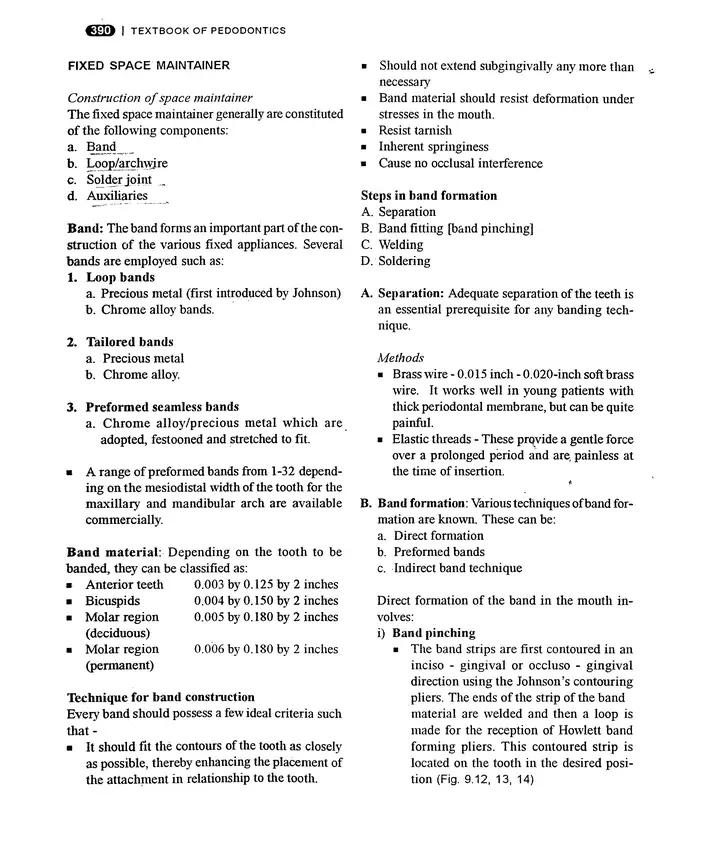 390 | TEXTBOOK OF PEDODONTICS
FIXED SPACE MAINTAINER
Construction of space maintainer
The fixed space maintainer generally are constituted
of the following components:
a. Band
b. Loop/archwire
c. Solder joint
d. Auxiliaries
Band: The band forms an important part of the con-
struction of the various fixed appliances. Several
bands are employed such as:
1. Loop bands
a. Precious metal (first introduced by Johnson)
b. Chrome alloy bands.
2. Tailored bands
a. Precious metal
b. Chrome alloy.
3. Preformed seamless bands
a. Chrome alloy/precious metal which are
adopted, festooned and stretched to fit.
▪ A range of preformed bands from 1-32 depend-
ing on the mesiodistal width of the tooth for the
maxillary and mandibular arch are available
commercially.
Band material: Depending on the tooth to be
banded, they can be classified as:
▪ Anterior teeth 0.003 by 0.125 by 2 inches
▪ Bicuspids 0.004 by 0.150 by 2 inches
▪ Molar region 0.005 by 0.180 by 2 inches
(deciduous)
▪ Molar region 0.006 by 0.180 by 2 inches
(permanent)
Technique for band construction
Every band should possess a few ideal criteria such
that -
▪ It should fit the contours of the tooth as closely
as possible, thereby enhancing the placement of
the attachment in relationship to the tooth.
▪ Should not extend subgingivally any more than
necessary
▪ Band material should resist deformation under
stresses in the mouth.
▪ Resist tarnish
▪ Inherent springiness
▪ Cause no occlusal interference
Steps in band formation
A. Separation
B. Band fitting [band pinching]
C. Welding
D. Soldering
A. Separation: Adequate separation of the teeth is
an essential prerequisite for any banding tech-
nique.
Methods
▪ Brass wire - 0.015 inch - 0.020-inch soft brass
wire. It works well in young patients with
thick periodontal membrane, but can be quite
painful.
▪ Elastic threads - These provide a gentle force
over a prolonged period and are painless at
the time of insertion.
B. Band formation: Various techniques of band for-
mation are known. These can be:
a. Direct formation
b. Preformed bands
c. Indirect band technique
Direct formation of the band in the mouth in-
volves:
i) Band pinching
▪ The band strips are first contoured in an
inciso - gingival or occluso - gingival
direction using the Johnson's contouring
pliers. The ends of the strip of the band
material are welded and then a loop is
made for the reception of Howlett band
forming pliers. This contoured strip is
located on the tooth in the desired posi-
tion (Fig. 9.12, 13, 14)